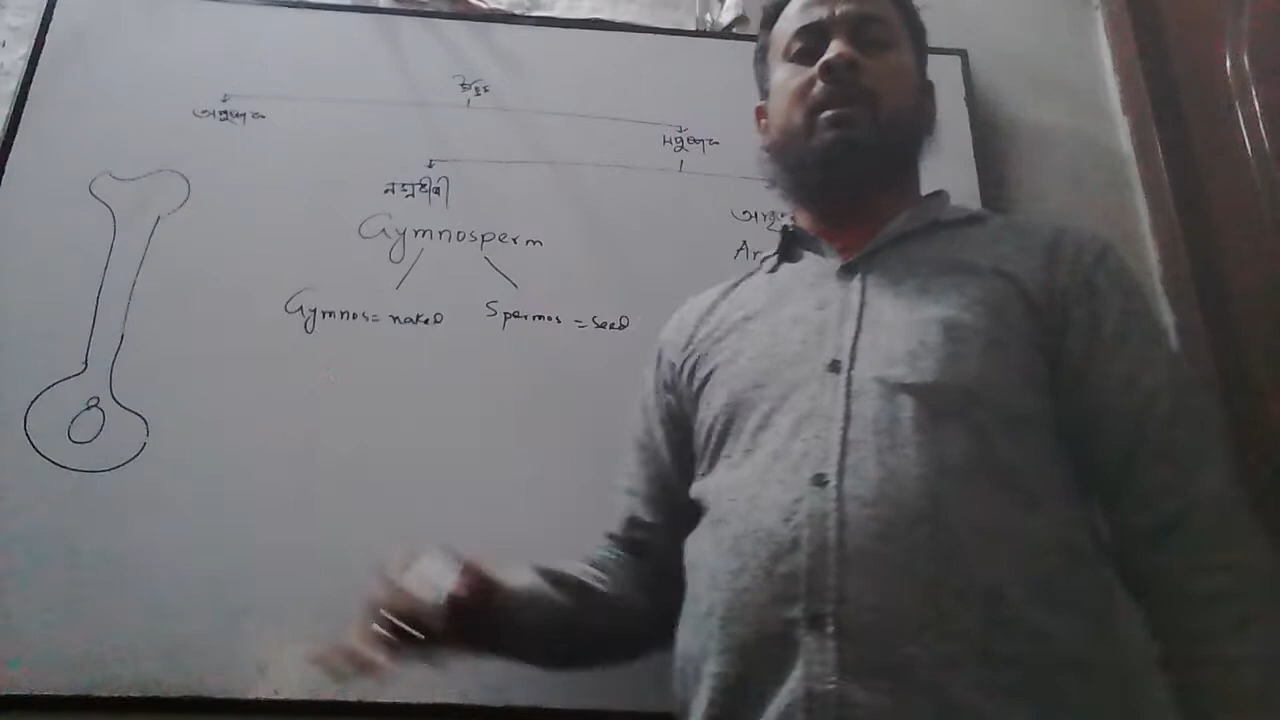 উদ্ভিদ
অপুষ্পক
সপুষ্পক
নগ্নবীজী
Gymnosperm
Gymnos = naked Spermos = seed